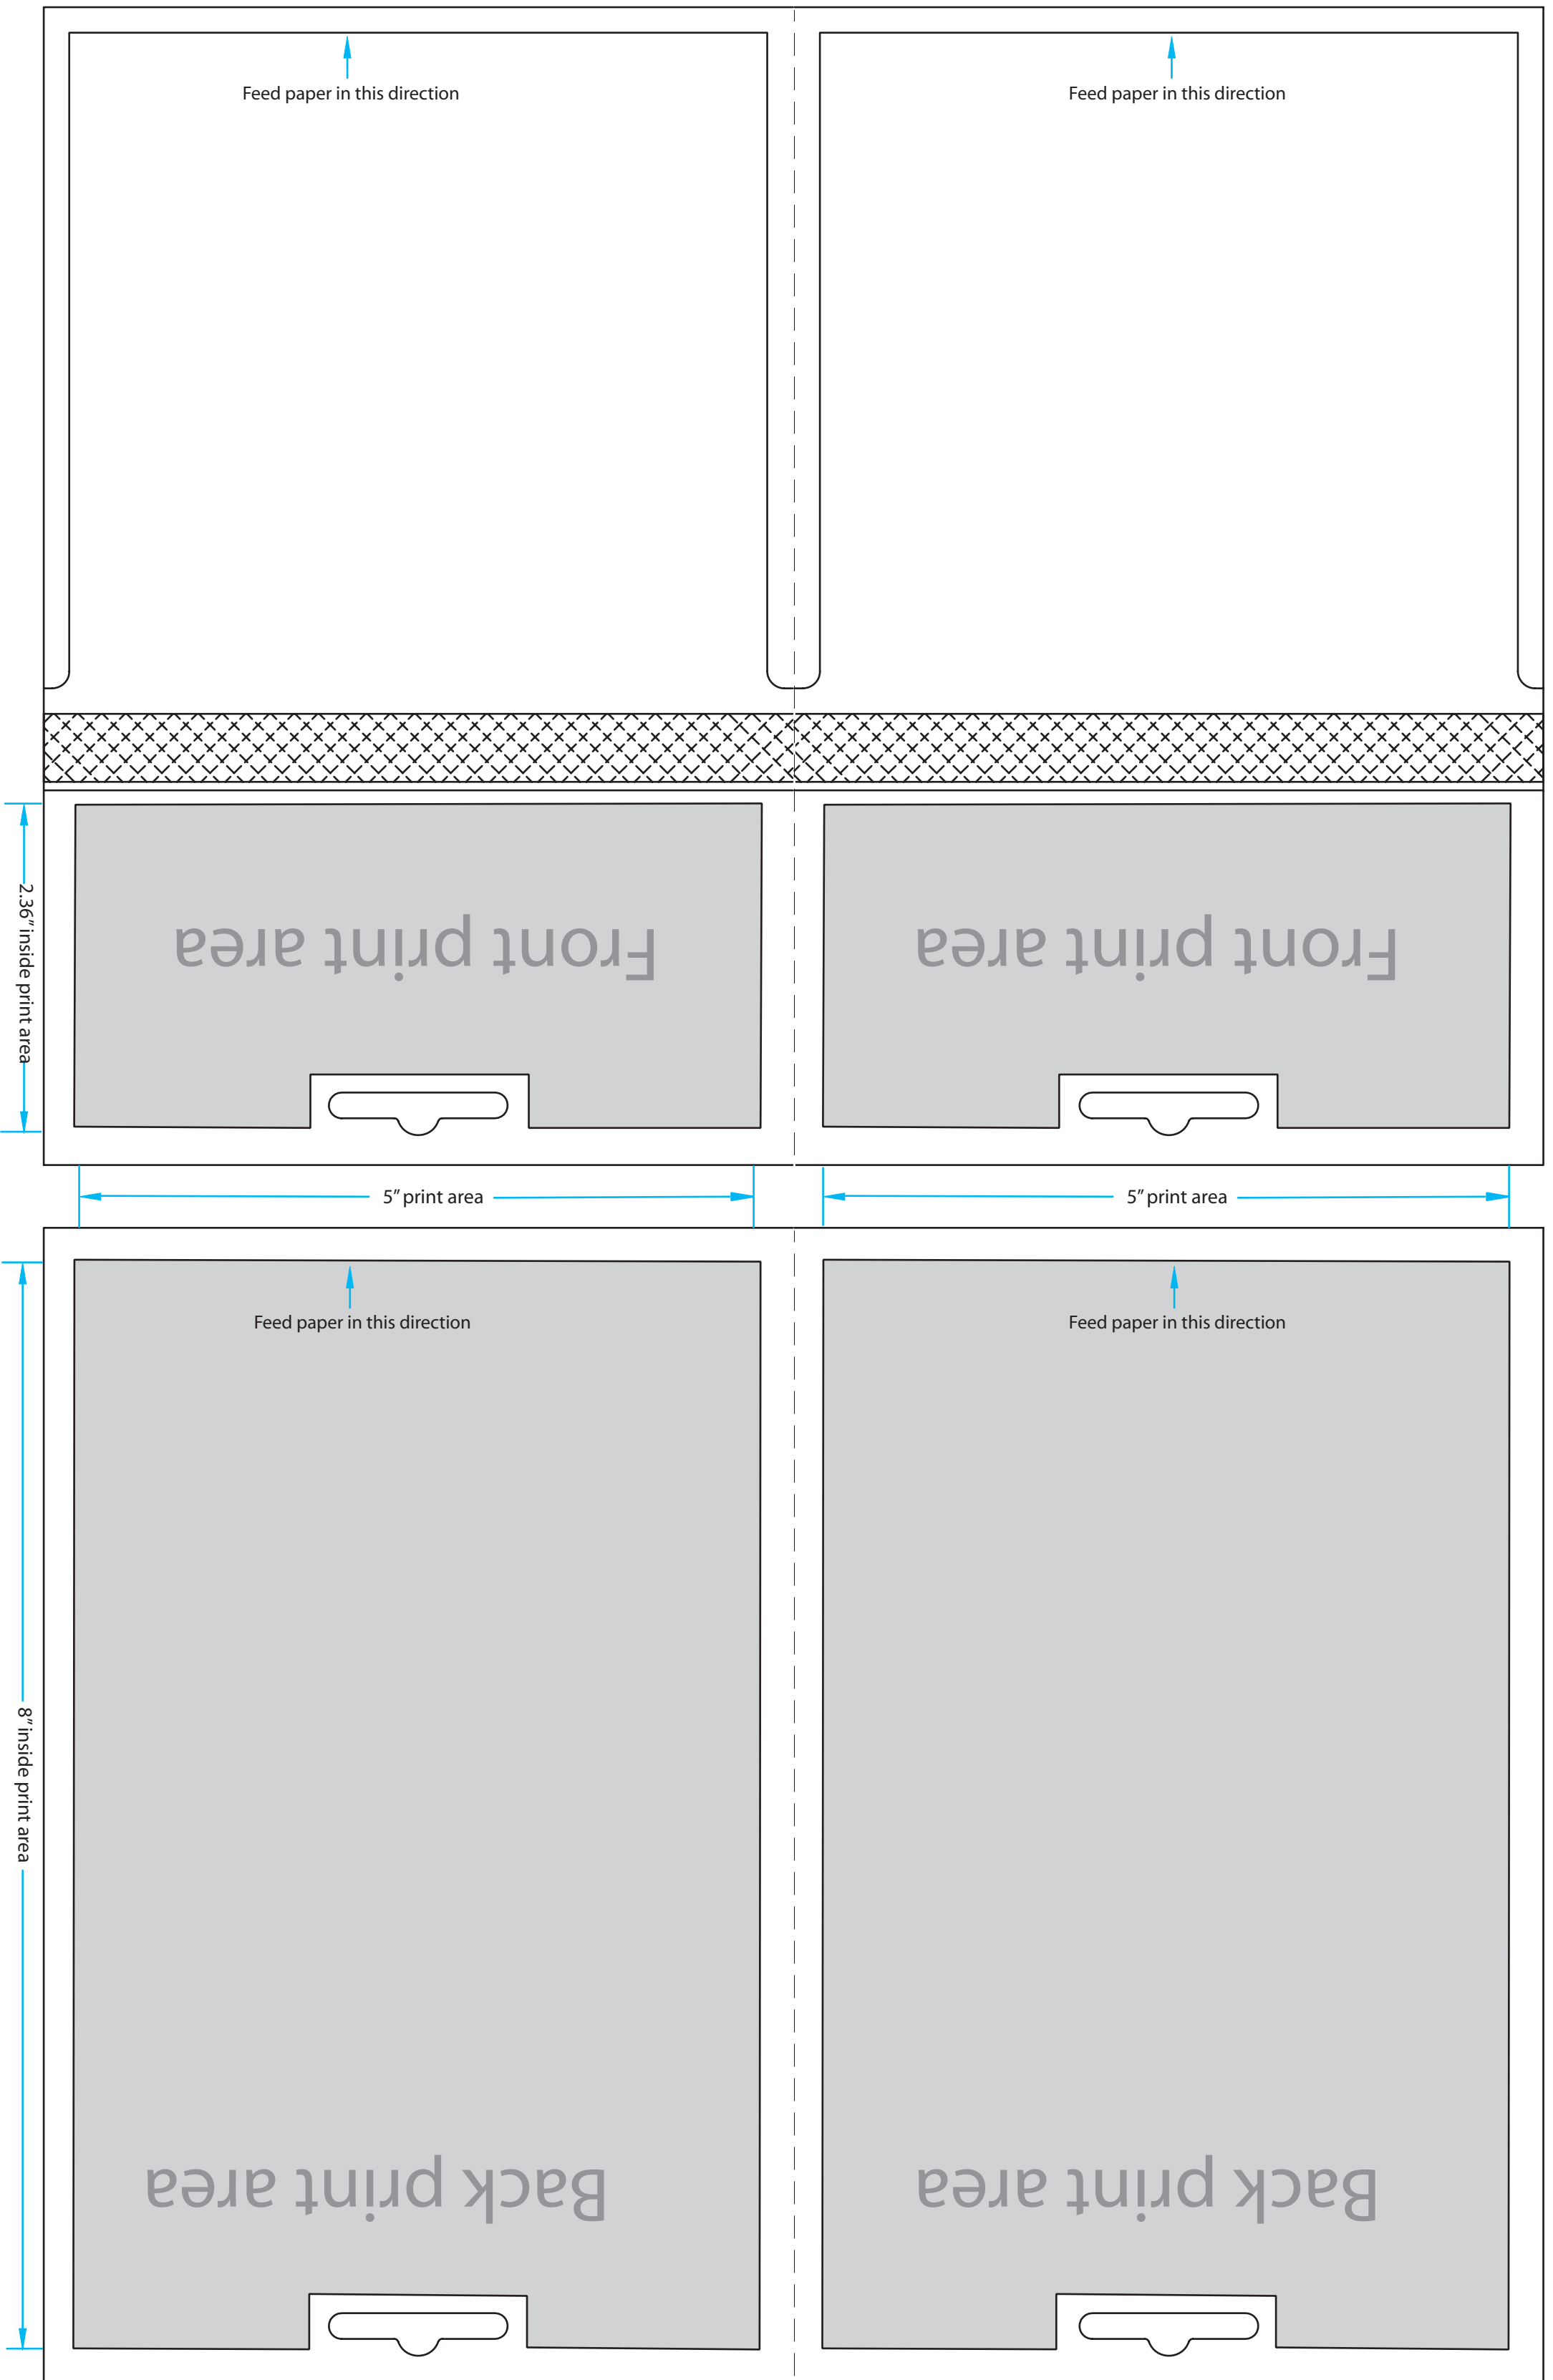 Feed paper in this direction
Feed paper in this direction
2.36” inside print area
Front print area
Front print area
5” print area
5” print area
Feed paper in this direction
Feed paper in this direction
8” inside print area
Back print area
Back print area